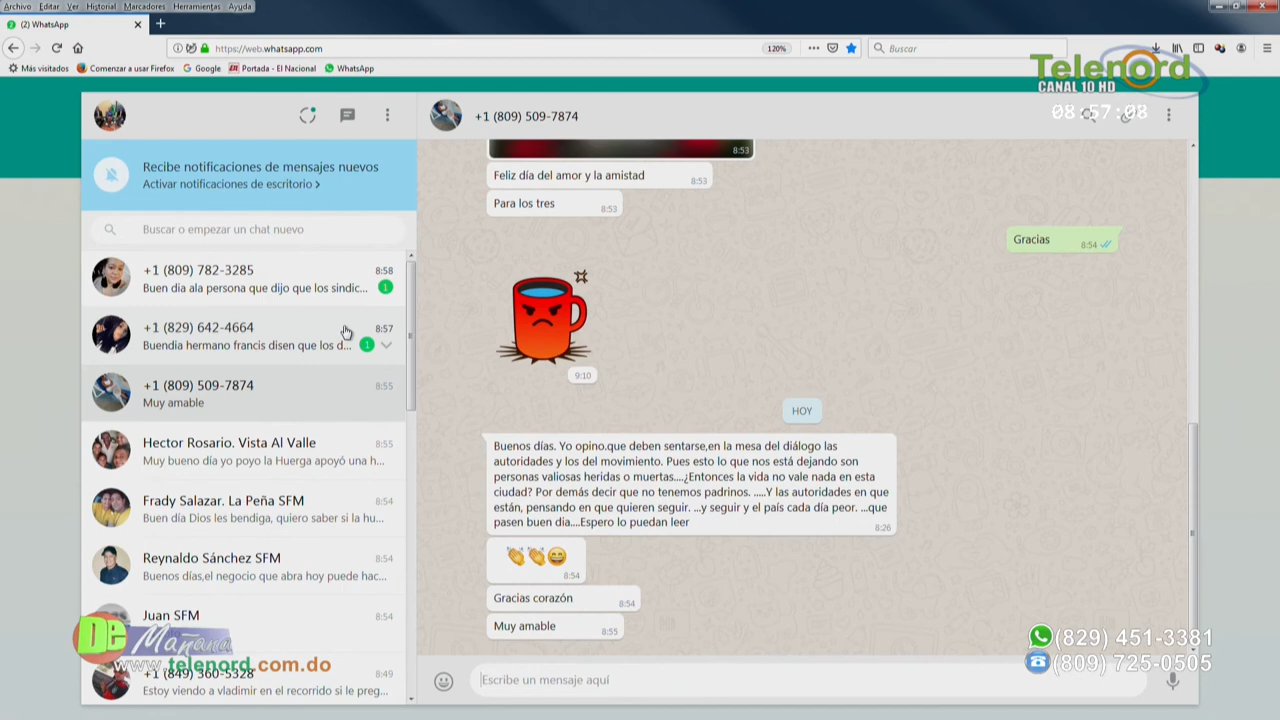 Archivo Editar Ver Historial Marcadores Herramientas Ayuda
(2) WhatsApp
https://web.whatsapp.com
120%
Buscar
Más visitados
Comenzar a usar Firefox
Google
Portada - El Nacional
WhatsApp
Telenord
CANAL 10 HD
08:57:08
+1 (809) 509-7874
Recibe notificaciones de mensajes nuevos
Activar notificaciones de escritorio >
Buscar o empezar un chat nuevo
+1 (809) 782-3285
8:58
Buen dia ala persona que dijo que los sindic...
1
+1 (829) 642-4664
8:57
Buendia hermano francis disen que los d...
1
+1 (809) 509-7874
8:55
Muy amable
Hector Rosario. Vista Al Valle
8:55
Muy bueno día yo poyo la Huerga apoyó una h...
Frady Salazar. La Peña SFM
8:54
Buen día Dios les bendiga, quiero saber si la hu...
Reynaldo Sánchez SFM
8:54
Buenos días,el negocio que abra hoy puede hac...
Juan SFM
8:54
+1 (849) 360-5328
8:49
Estoy viendo a vladimir en el recorrido si le preg...
De Mañana
www.telenord.com.do
8:53
Feliz día del amor y la amistad
8:53
Para los tres
8:53
Gracias
8:54
9:10
HOY
Buenos días. Yo opino.que deben sentarse,en la mesa del diálogo las
autoridades y los del movimiento. Pues esto lo que nos está dejando son
personas valiosas heridas o muertas....¿Entonces la vida no vale nada en esta
ciudad? Por demás decir que no tenemos padrinos. .....Y las autoridades en que
están, pensando en que quieren seguir. ...y seguir y el país cada día peor. ...que
pasen buen dia....Espero lo puedan leer
8:26
8:54
Gracias corazón
8:54
Muy amable
8:55
Escribe un mensaje aquí
(829) 451-3381
(809) 725-0505